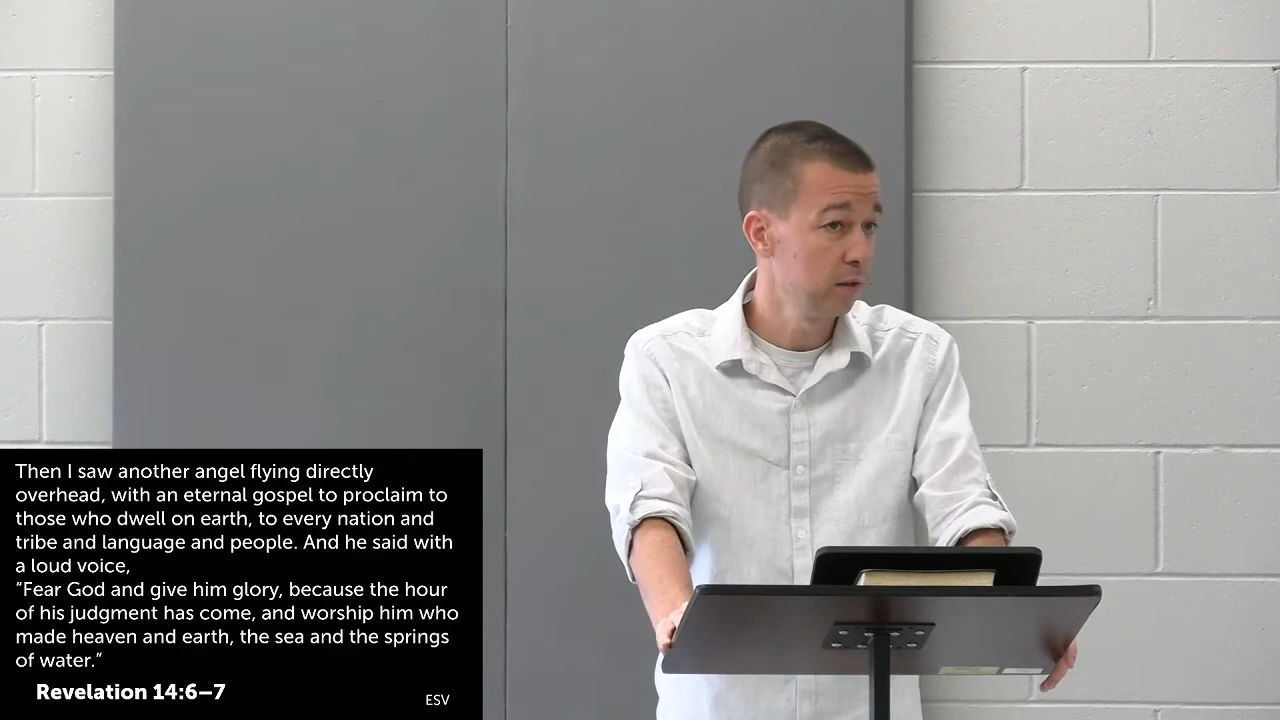 Then I saw another angel flying directly
overhead, with an eternal gospel to proclaim to
those who dwell on earth, to every nation and
tribe and language and people. And he said with
a loud voice,
“Fear God and give him glory, because the hour
of his judgment has come, and worship him who
made heaven and earth, the sea and the springs
of water.”
Revelation 14:6–7
ESV